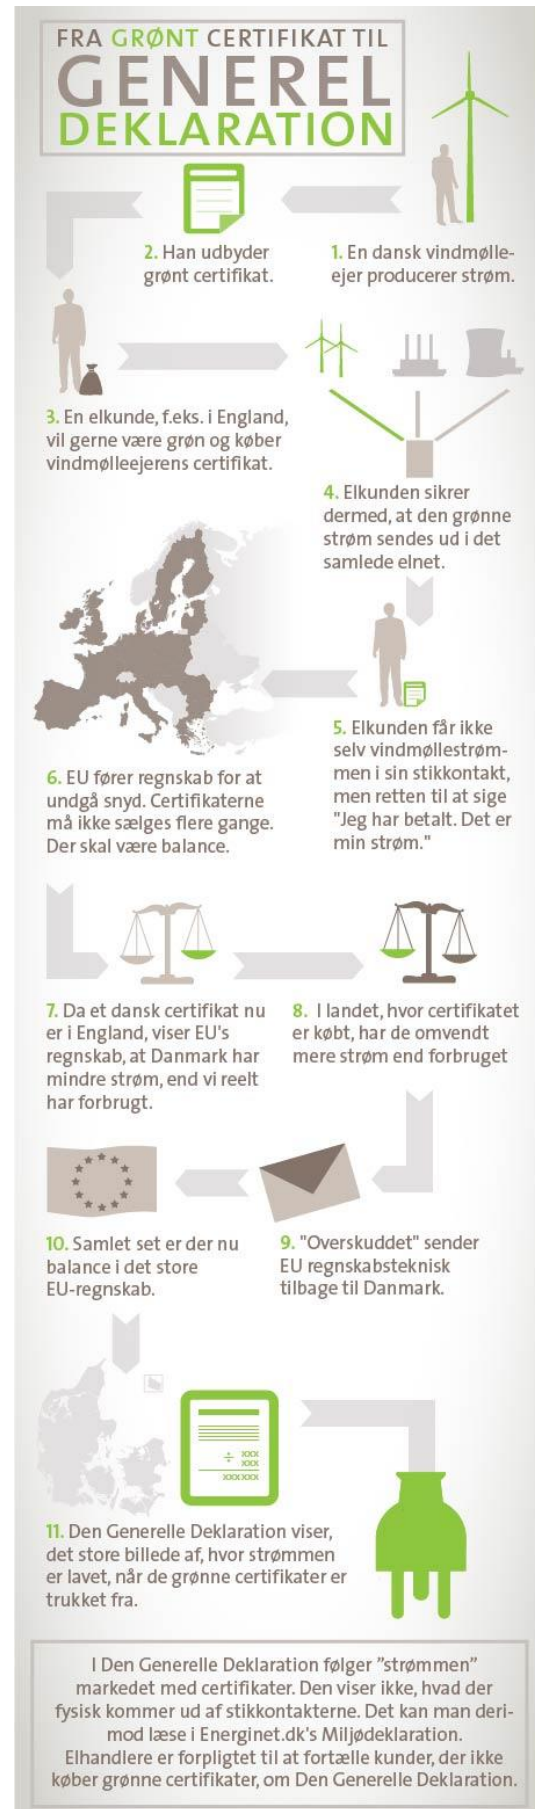 FRA GRØNT CERTIFIKAT TIL
GENEREL
DEKLARATION
1. En dansk vindmølle-
ejer producerer strøm.
2. Han udbyder
grønt certifikat.
3. En elkunde, f.eks. i England,
vil gerne være grøn og køber
vindmølleejerens certifikat.
4. Elkunden sikrer
dermed, at den grønne
strøm sendes ud i det
samlede elnet.
5. Elkunden får ikke
selv vindmøllestrøm-
men i sin stikkontakt,
men retten til at sige
"Jeg har betalt. Det er
min strøm."
6. EU fører regnskab for at
undgå snyd. Certifikaterne
må ikke sælges flere gange.
Der skal være balance.
7. Da et dansk certifikat nu
er i England, viser EU's
regnskab, at Danmark har
mindre strøm, end vi reelt
har forbrugt.
8. I landet, hvor certifikatet
er købt, har de omvendt
mere strøm end forbruget
9. "Overskuddet" sender
EU regnskabsteknisk
tilbage til Danmark.
10. Samlet set er der nu
balance i det store
EU-regnskab.
÷ xxx
xxx
xxx xxx
11. Den Generelle Deklaration viser,
det store billede af, hvor strømmen
er lavet, når de grønne certifikater er
trukket fra.
I Den Generelle Deklaration følger ”strømmen”
markedet med certifikater. Den viser ikke, hvad der
fysisk kommer ud af stikkontakterne. Det kan man deri-
mod læse i Energinet.dk's Miljødeklaration.
Elhandlere er forpligtet til at fortælle kunder, der ikke
køber grønne certifikater, om Den Generelle Deklaration.